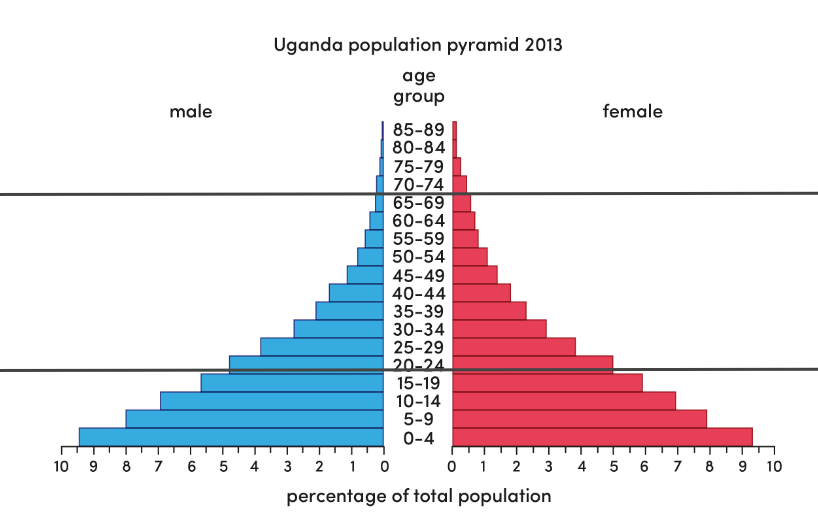 Uganda population pyramid 2013
age
group
male
female
85-89
80-84
75-79
70-74
65-69
60-64
55-59
50-54
45-49
40-44
35-39
30-34
25-29
20-24
15-19
10-14
5-9
0-4
10 9 8 7 6 5 4 3 2 1 0 0 1 2 3 4 5 6 7 8 9 10
percentage of total population